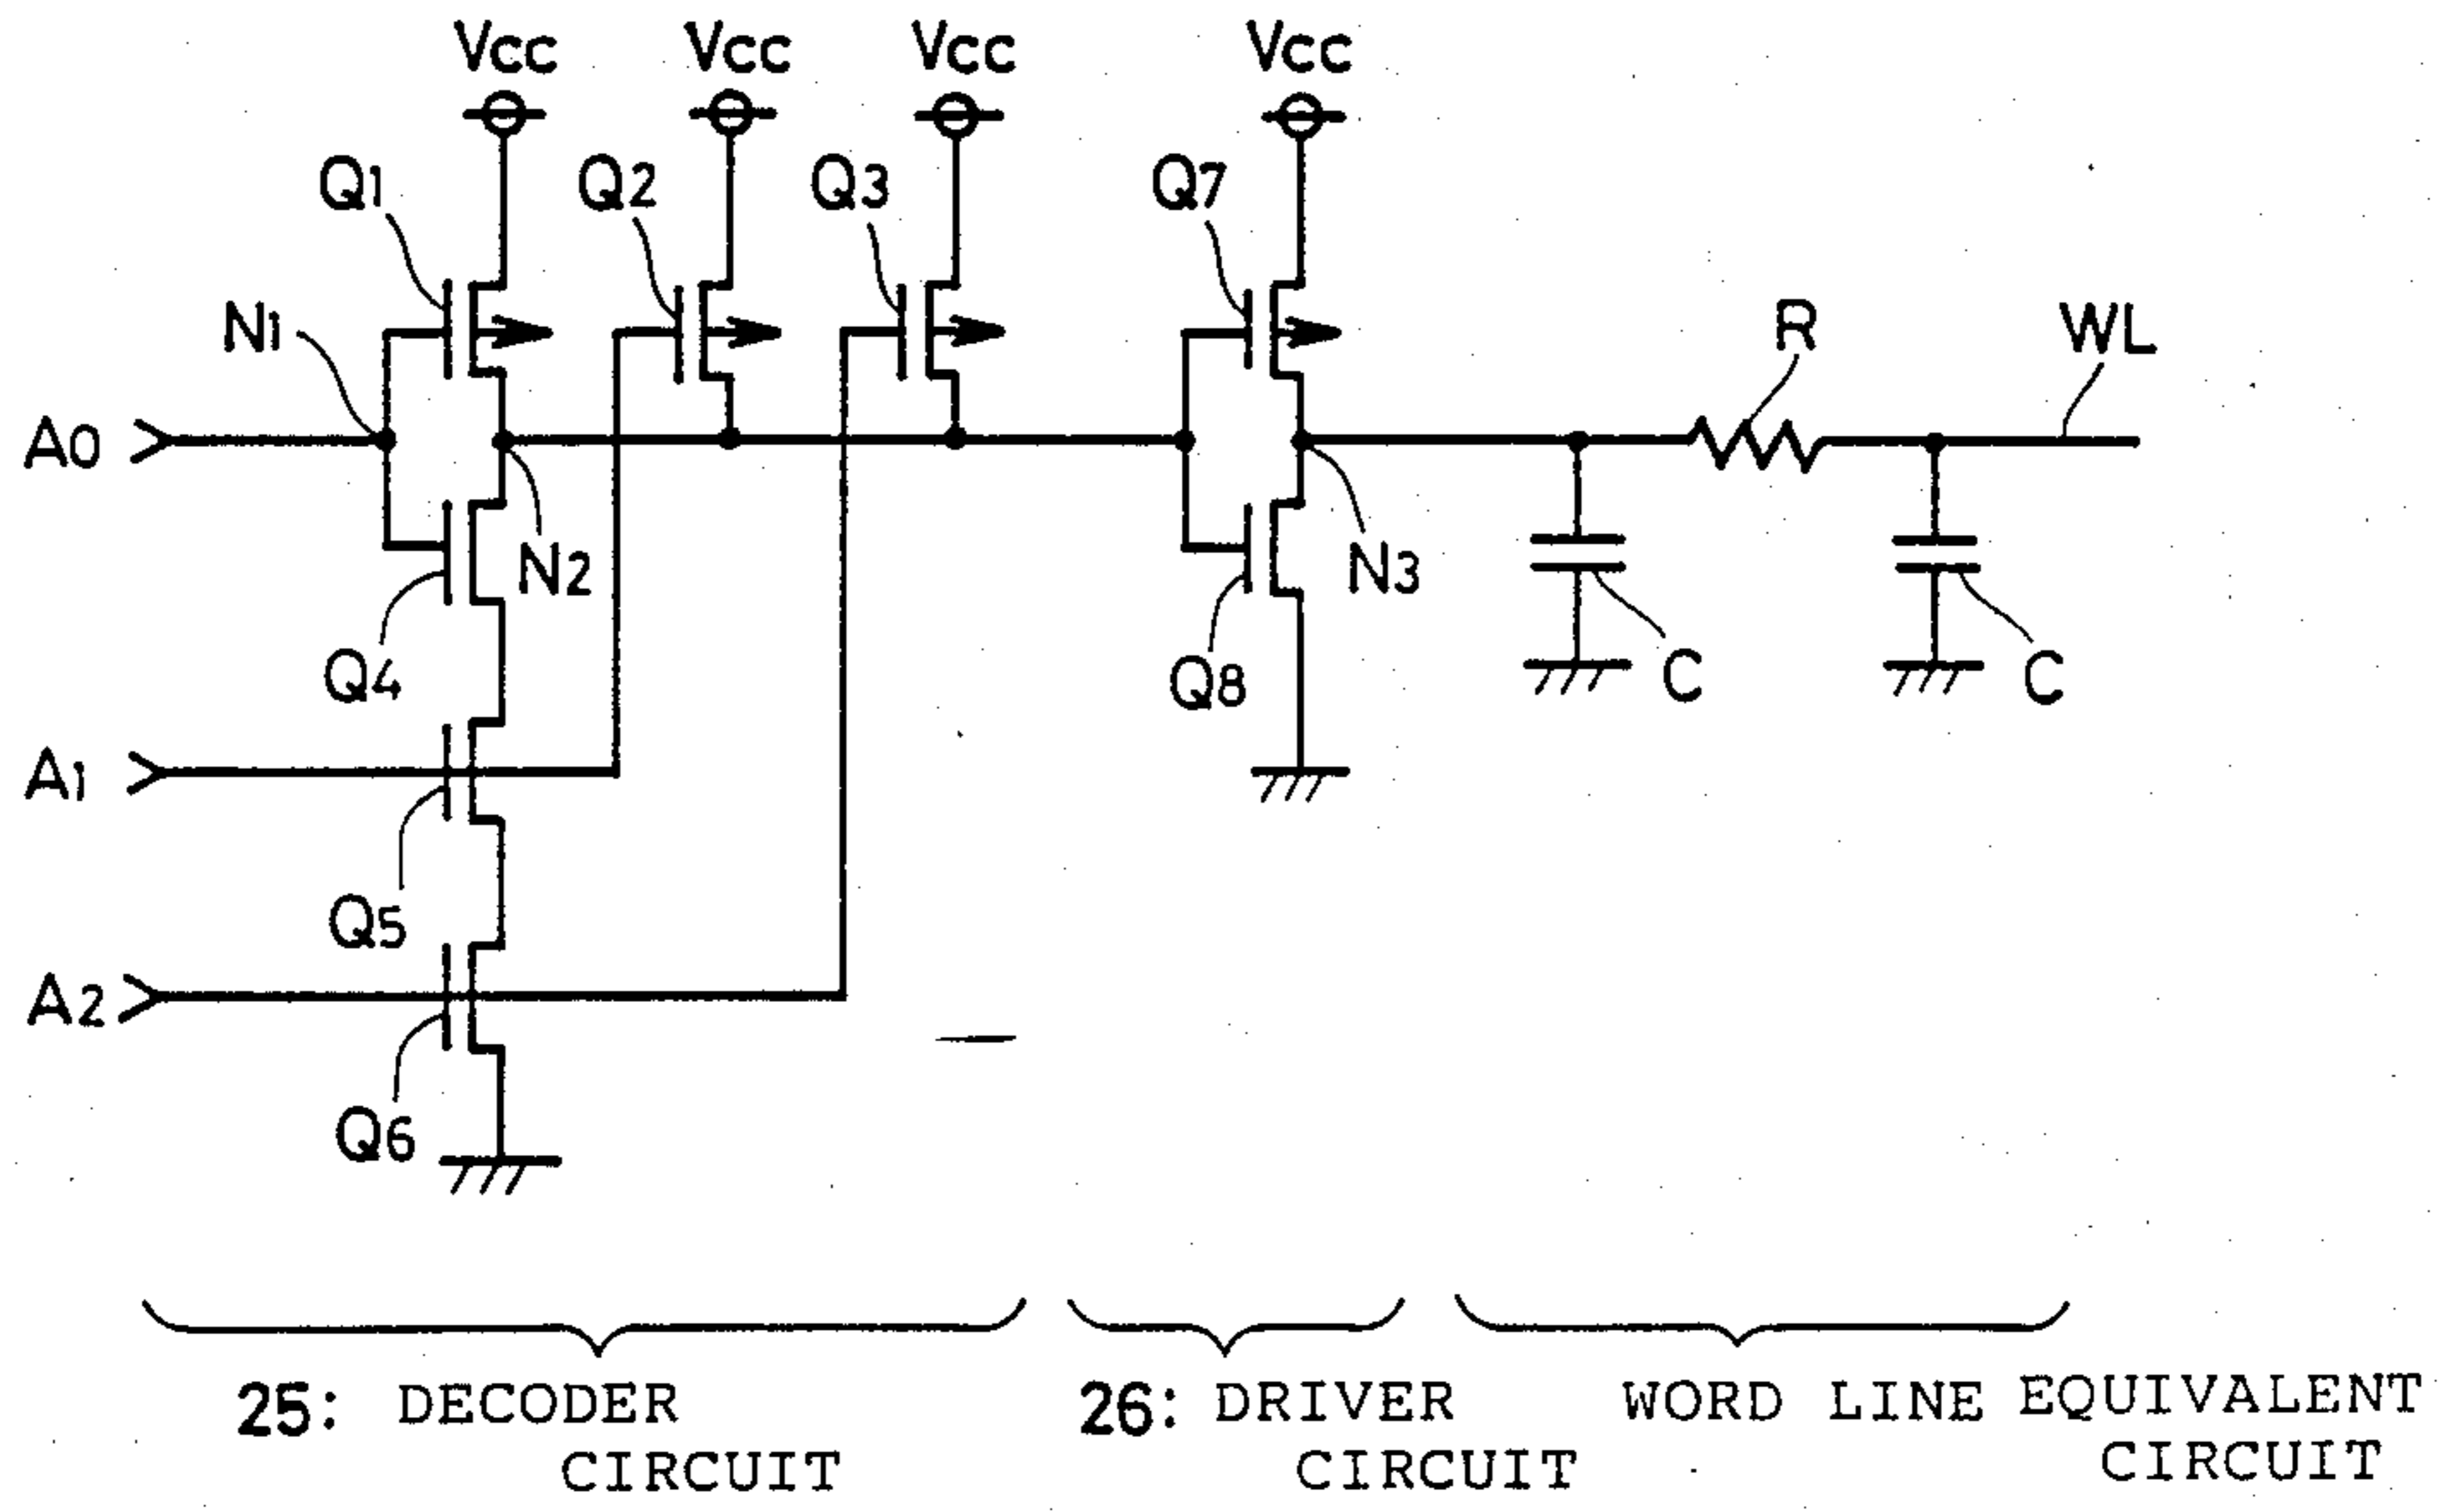 Vcc Vcc Vcc Vcc
Q1 Q2 Q3 Q7
N1 R WL
A0
N2 N3
Q4 Q8 C C
A1
Q5
A2
Q6
25: DECODER CIRCUIT
26: DRIVER CIRCUIT
WORD LINE EQUIVALENT CIRCUIT